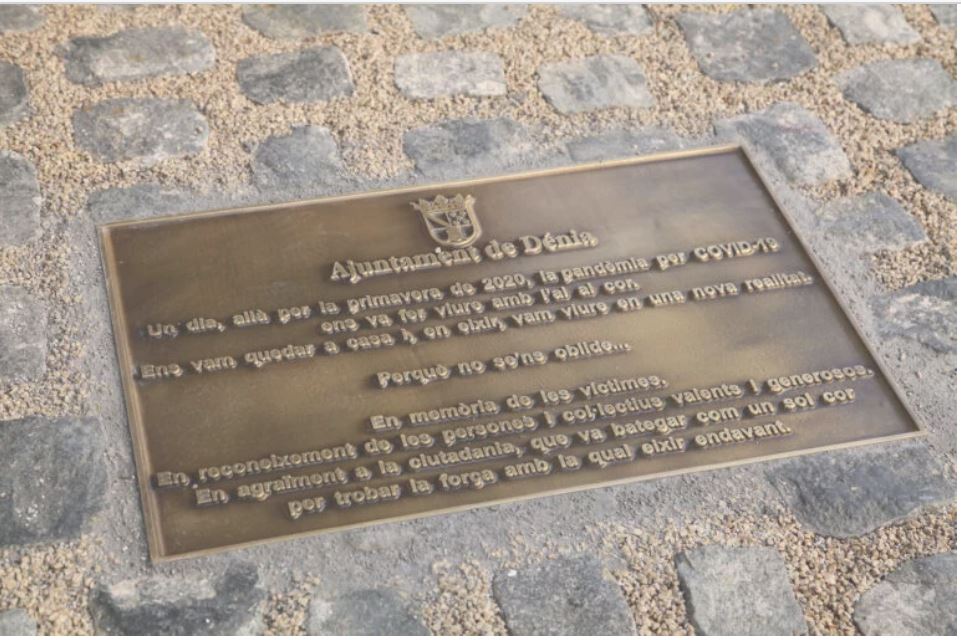 Ajuntament de Dénia
Un dia, allà por la primavera de 2020, la pandèmia per COVID-19
ens va fer viure amb l'ai al cor.
Ens vam quedar a casa i, en eixir, vam viure en una nova realitat.
Perquè no se'ns oblide...
En memòria de les víctimes.
En reconeixement de les persones i col·lectius valents i generosos.
En agraïment a la ciutadania, que va bategar com un sol cor
per trobar la força amb la qual eixir endavant.